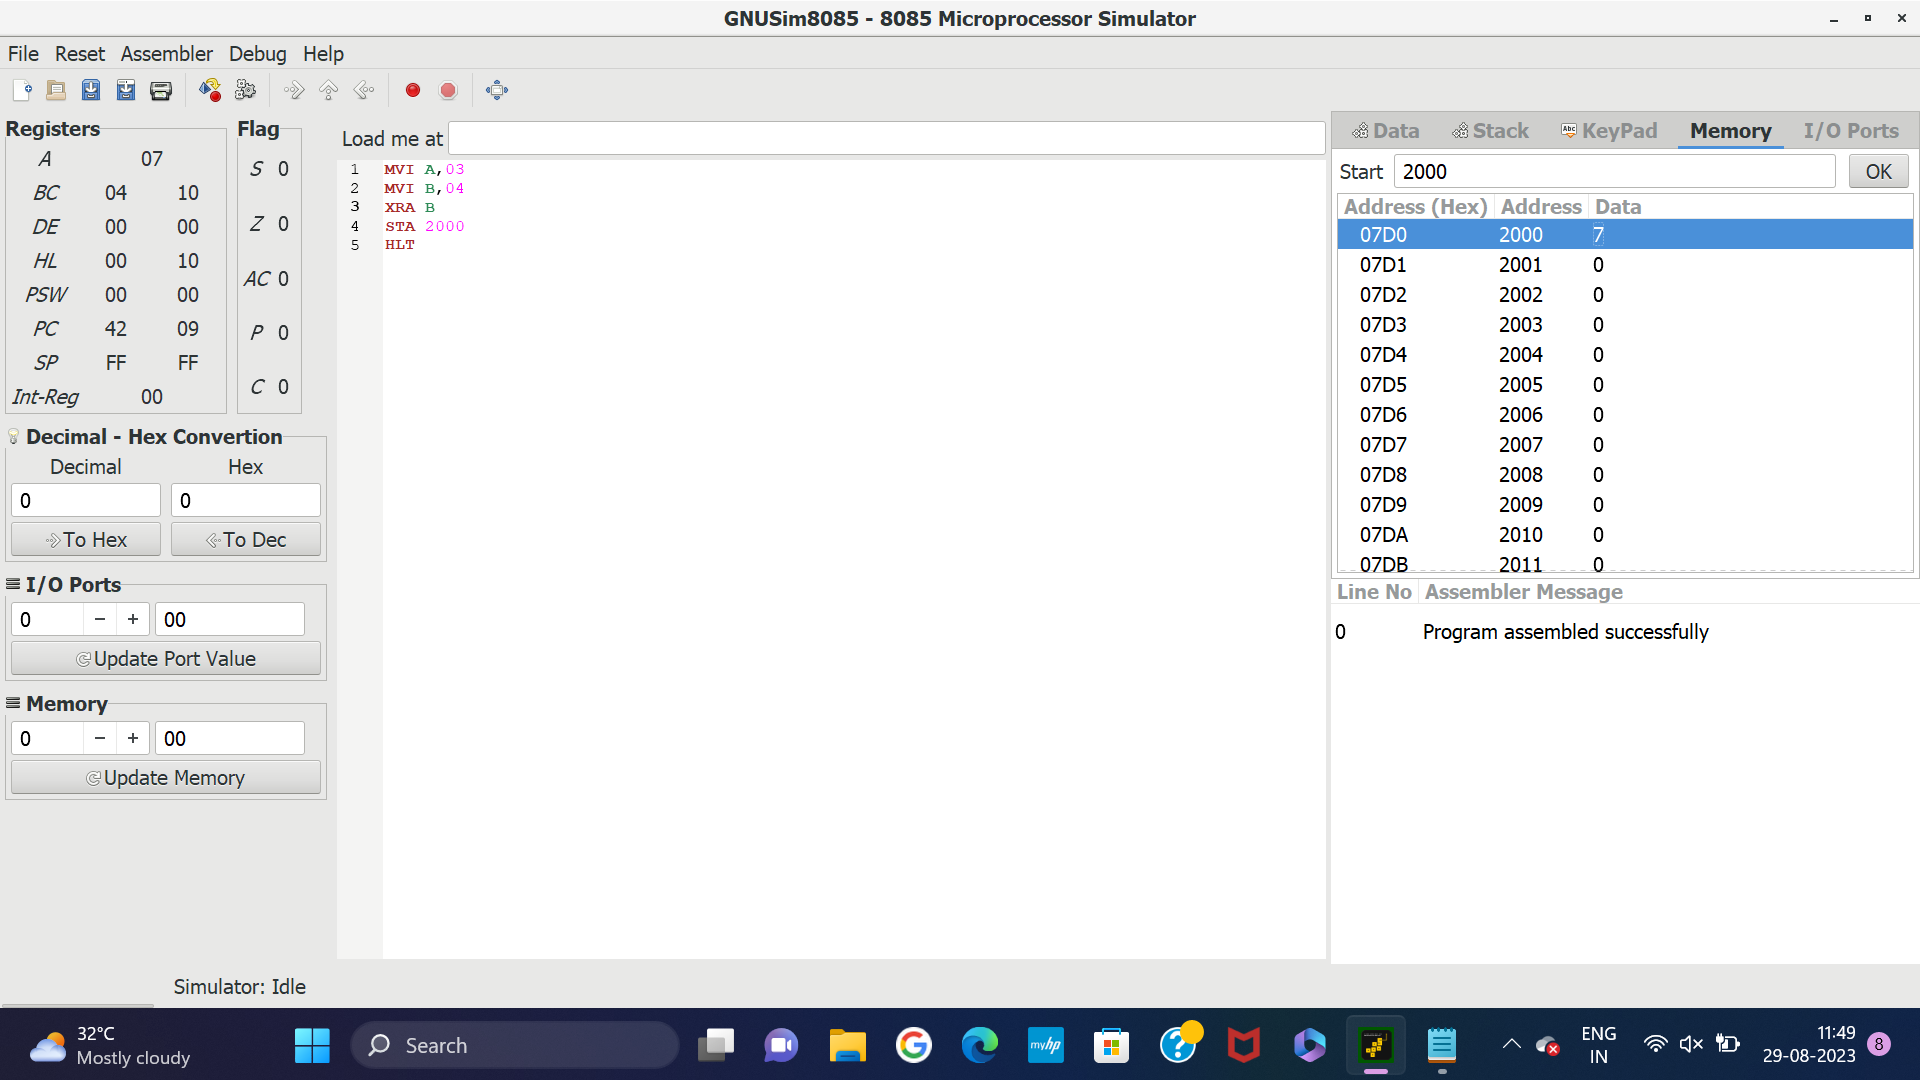 GNUSim8085 - 8085 Microprocessor Simulator
File Reset Assembler Debug Help
Registers
A 07
BC 04 10
DE 00 00
HL 00 10
PSW 00 00
PC 42 09
SP FF FF
Int-Reg 00
Flag
S 0
Z 0
AC 0
P 0
C 0
Decimal - Hex Convertion
Decimal Hex
0 0
To Hex To Dec
I/O Ports
0 − + 00
Update Port Value
Memory
0 − + 00
Update Memory
Load me at
1 MVI A,03
2 MVI B,04
3 XRA B
4 STA 2000
5 HLT
Data Stack Abc KeyPad Memory I/O Ports
Start 2000 OK
Address (Hex) Address Data
07D0 2000 7
07D1 2001 0
07D2 2002 0
07D3 2003 0
07D4 2004 0
07D5 2005 0
07D6 2006 0
07D7 2007 0
07D8 2008 0
07D9 2009 0
07DA 2010 0
07DB 2011 0
Line No Assembler Message
0 Program assembled successfully
Simulator: Idle
32°C
Mostly cloudy
Search
myhp
ENG
IN
11:49
29-08-2023
8